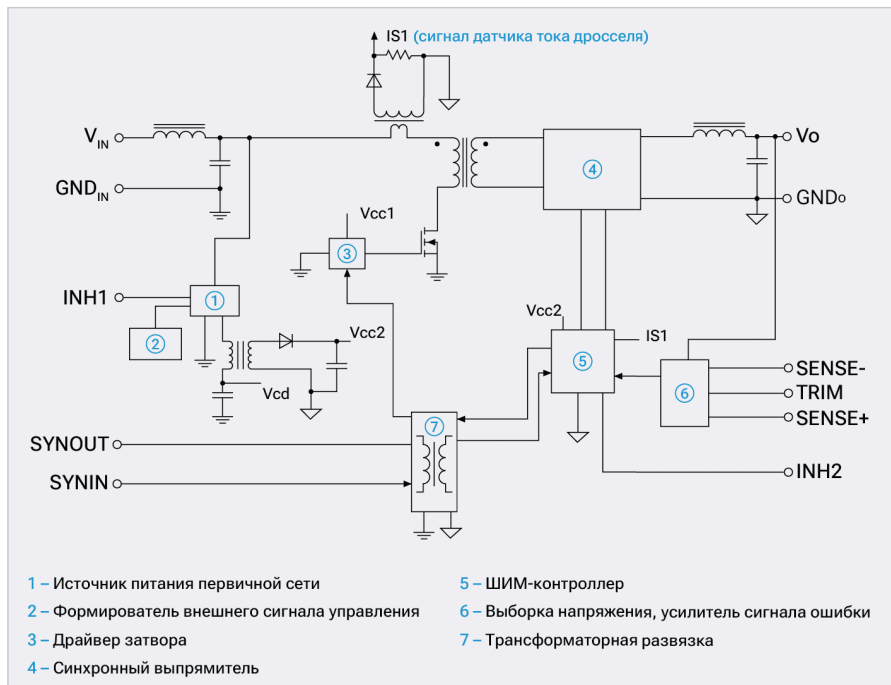 IS1 (сигнал датчика тока дросселя)
VIN
Vo
④
GNDIN
GNDo
Vcc1
③
INH1
①
Vcc2
IS1
②
Vcc2
⑤
SENSE-
Vcd
⑥
TRIM
SENSE+
⑦
SYNOUT
INH2
SYNIN
1 – Источник питания первичной сети
2 – Формирователь внешнего сигнала управления
3 – Драйвер затвора
4 – Синхронный выпрямитель
5 – ШИМ-контроллер
6 – Выборка напряжения, усилитель сигнала ошибки
7 – Трансформаторная развязка